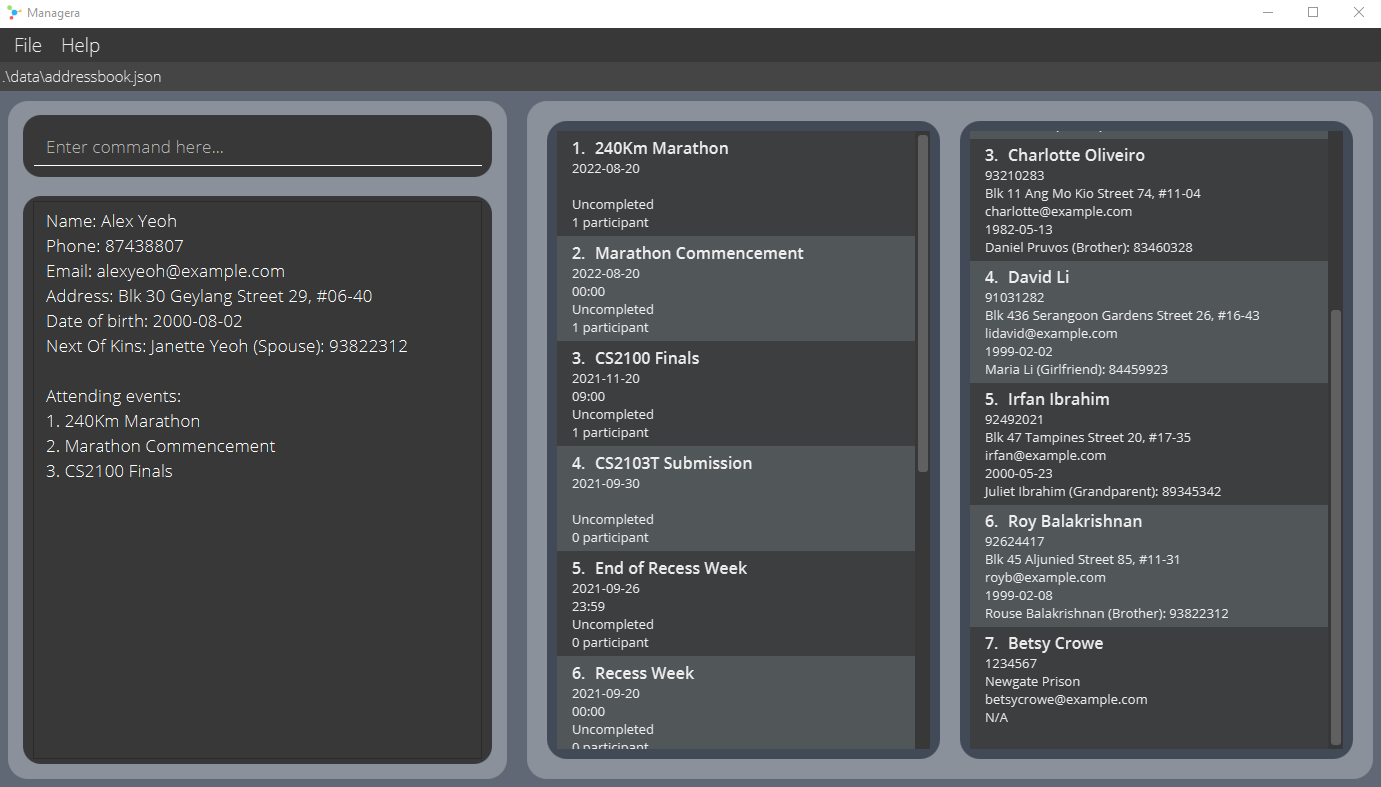 Managera
File Help
.\data\addressbook.json
Enter command here...
Name: Alex Yeoh
Phone: 87438807
Email: alexyeoh@example.com
Address: Blk 30 Geylang Street 29, #06-40
Date of birth: 2000-08-02
Next Of Kins: Janette Yeoh (Spouse): 93822312
Attending events:
1. 240Km Marathon
2. Marathon Commencement
3. CS2100 Finals
1. 240Km Marathon
2022-08-20
Uncompleted
1 participant
2. Marathon Commencement
2022-08-20
00:00
Uncompleted
1 participant
3. CS2100 Finals
2021-11-20
09:00
Uncompleted
1 participant
4. CS2103T Submission
2021-09-30
Uncompleted
0 participant
5. End of Recess Week
2021-09-26
23:59
Uncompleted
0 participant
6. Recess Week
2021-09-20
00:00
Uncompleted
0 participant
3. Charlotte Oliveiro
93210283
Blk 11 Ang Mo Kio Street 74, #11-04
charlotte@example.com
1982-05-13
Daniel Pruvos (Brother): 83460328
4. David Li
91031282
Blk 436 Serangoon Gardens Street 26, #16-43
lidavid@example.com
1999-02-02
Maria Li (Girlfriend): 84459923
5. Irfan Ibrahim
92492021
Blk 47 Tampines Street 20, #17-35
irfan@example.com
2000-05-23
Juliet Ibrahim (Grandparent): 89345342
6. Roy Balakrishnan
92624417
Blk 45 Aljunied Street 85, #11-31
royb@example.com
1999-02-08
Rouse Balakrishnan (Brother): 93822312
7. Betsy Crowe
1234567
Newgate Prison
betsycrowe@example.com
N/A